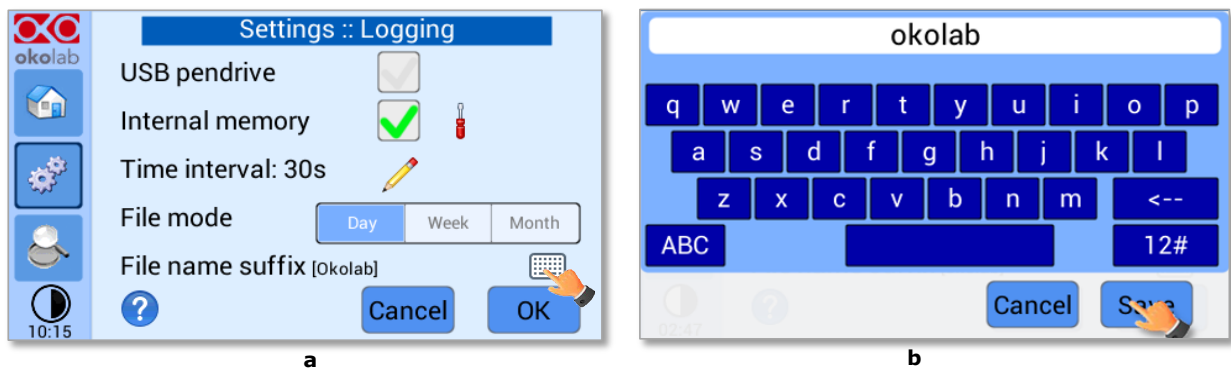 Settings :: Logging
okolab
USB pendrive
Internal memory
Time interval: 30s
File mode
Day Week Month
File name suffix [Okolab]
?
Cancel OK
10:15
a
okolab
q w e r t y u i o p
a s d f g h j k l
z x c v b n m <--
ABC 12#
Cancel Save
02:47
?
b